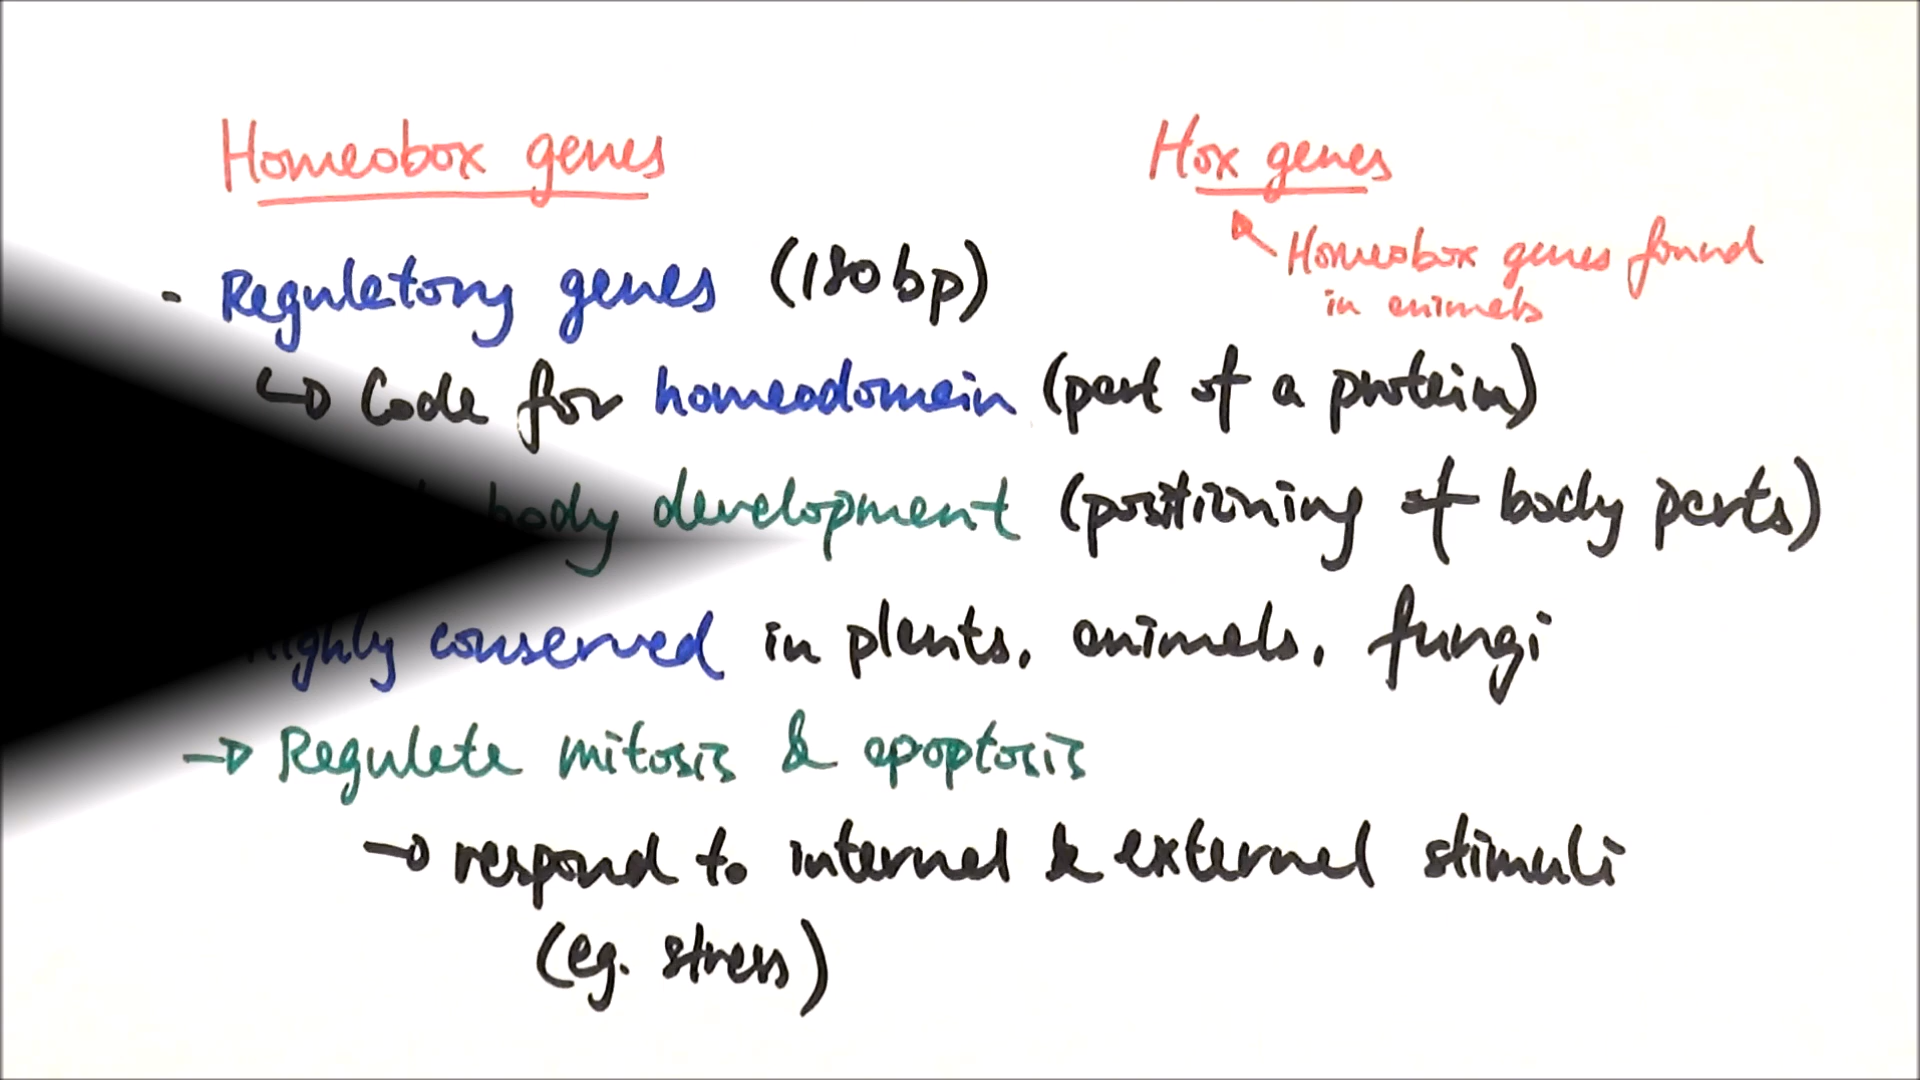 Homeobox genes
Hox genes
Homeobox genes found
in animals
- Regulatory genes (180bp)
↳ Code for homeodomain (part of a protein)
body development (positioning of body parts)
Highly conserved in plants, animals, fungi
→ Regulate mitosis & apoptosis
→ respond to internal & external stimuli
(eg. stress)